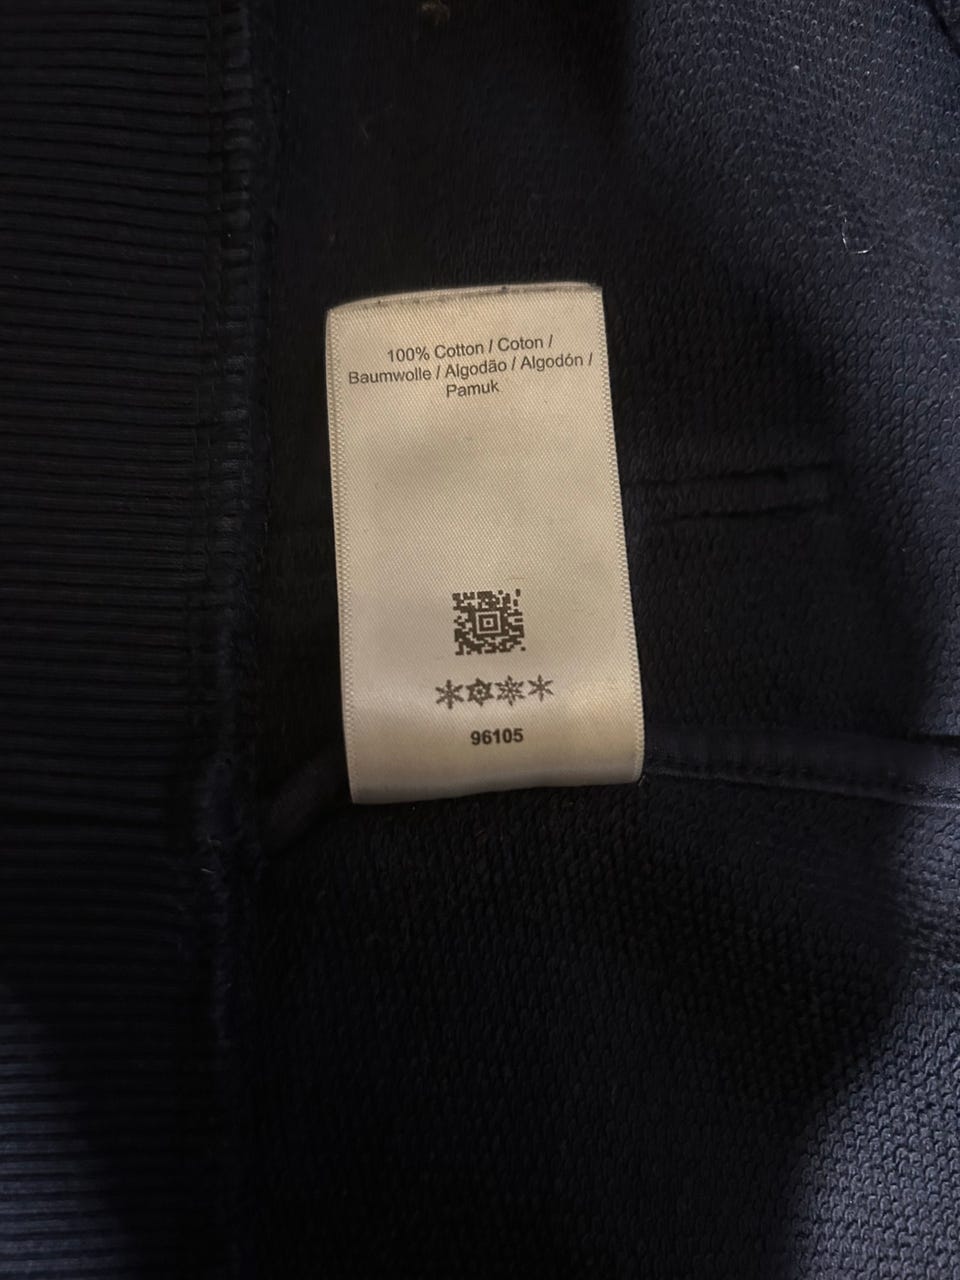 100% Cotton / Coton /
Baumwolle / Algodão / Algodón /
Pamuk
96105